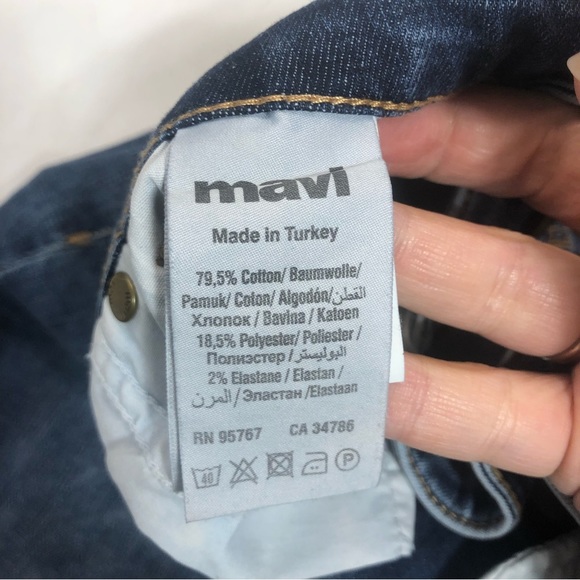 mavi
Made in Turkey
79,5% Cotton/ Baumwolle/
Pamuk/ Coton/ Algodón/القطن/
Хлопок / Bavina / Katoen
18,5% Polyester/ Poliester /
Полиэстер /البوليستر/
2% Elastane / Elastan /
المرن/ Эластан /Elastaan
RN 95767 CA 34786
40 P